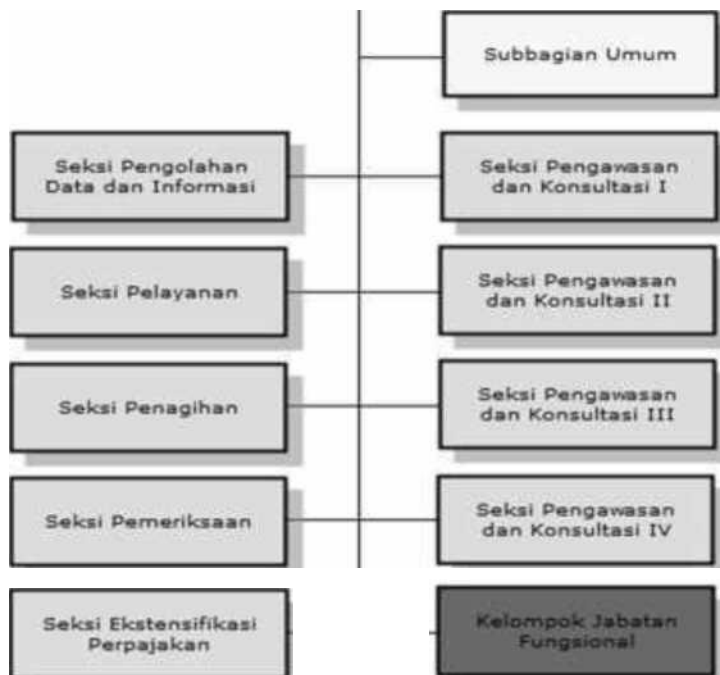 Subbagian Umum
Seksi Pengolahan
Data dan Informasi
Seksi Pengawasan
dan Konsultasi I
Seksi Pelayanan
Seksi Pengawasan
dan Konsultasi II
Seksi Penagihan
Seksi Pengawasan
dan Konsultasi III
Seksi Pemeriksaan
Seksi Pengawasan
dan Konsultasi IV
Seksi Ekstensifikasi
Perpajakan
Kelompok Jabatan
Fungsional